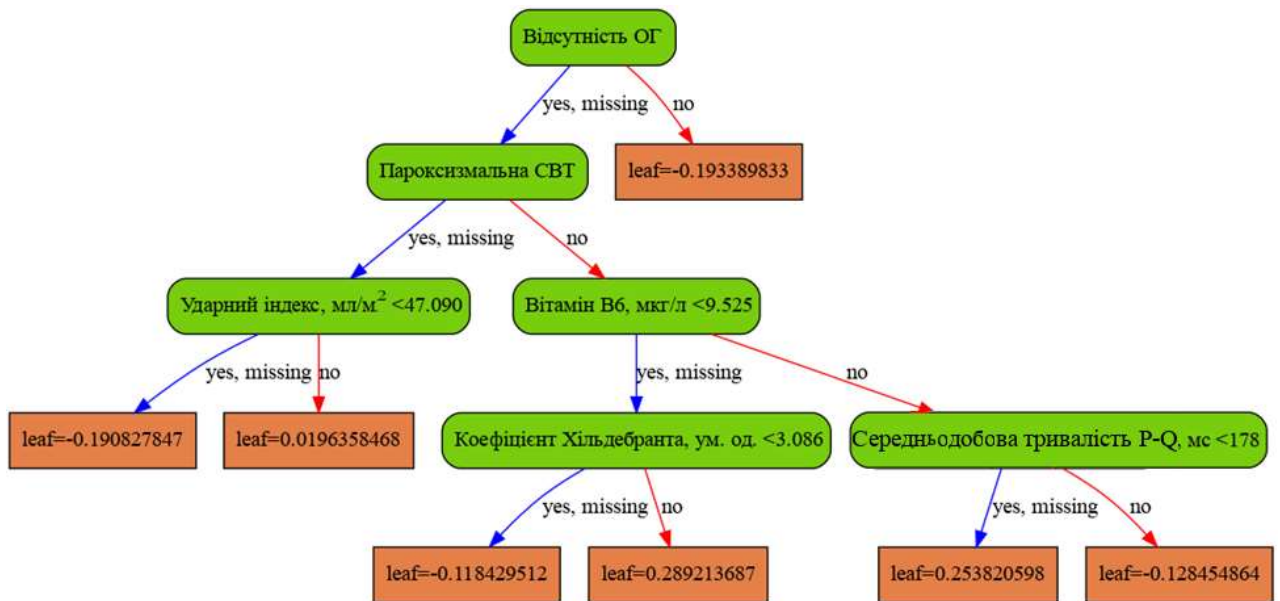 Відсутність ОГ
yes, missing
no
Пароксизмальна СВТ
leaf=-0.193389833
yes, missing
no
Ударний індекс, мл/м.² <47.090
Вітамін В6, мкг/л <9.525
yes, missing
no
yes, missing
no
leaf=-0.190827847
leaf=0.0196358468
Коефіцієнт Хільдебранта, ум. од. <3.086
Середньодобова тривалість P-Q, мс <178
yes, missing
no
yes, missing
no
leaf=-0.118429512
leaf=0.289213687
leaf=0.253820598
leaf=-0.128454864